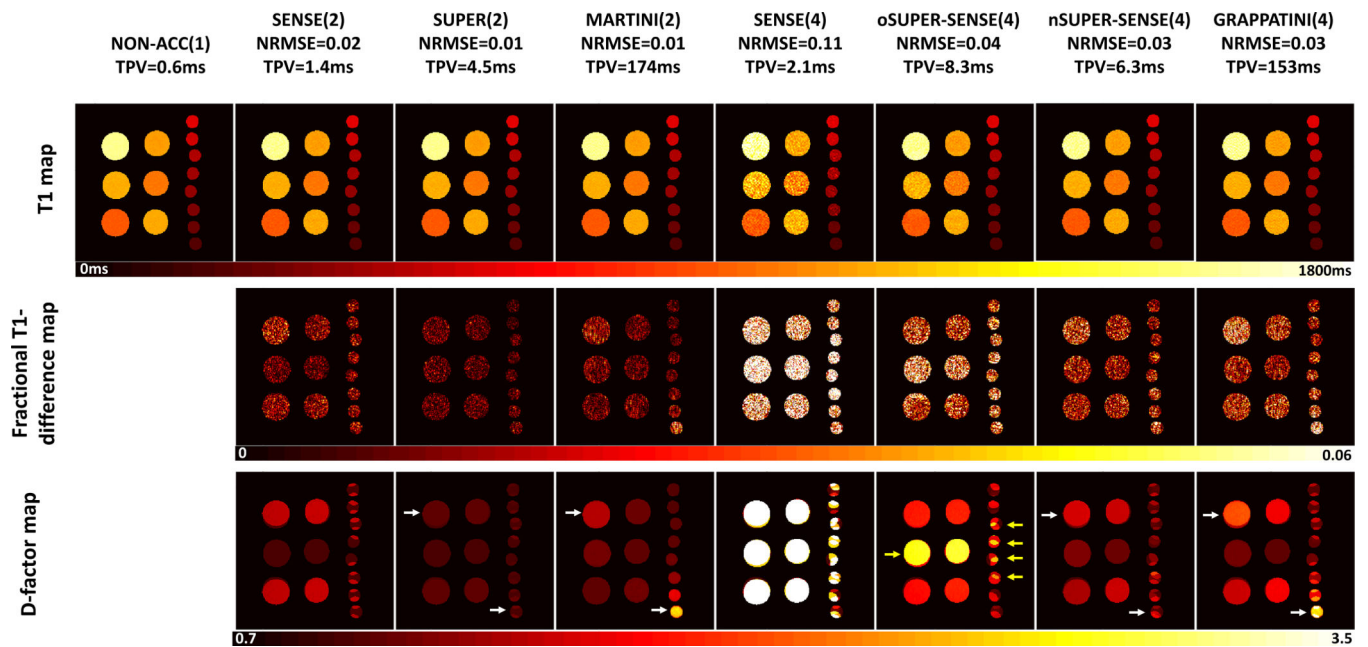 NON-ACC(1)
TPV=0.6ms
SENSE(2)
NRMSE=0.02
TPV=1.4ms
SUPER(2)
NRMSE=0.01
TPV=4.5ms
MARTINI(2)
NRMSE=0.01
TPV=174ms
SENSE(4)
NRMSE=0.11
TPV=2.1ms
oSUPER-SENSE(4)
NRMSE=0.04
TPV=8.3ms
nSUPER-SENSE(4)
NRMSE=0.03
TPV=6.3ms
GRAPPATINI(4)
NRMSE=0.03
TPV=153ms
T1 map
0ms
1800ms
Fractional T1-
difference map
0
0.06
D-factor map
0.7
3.5